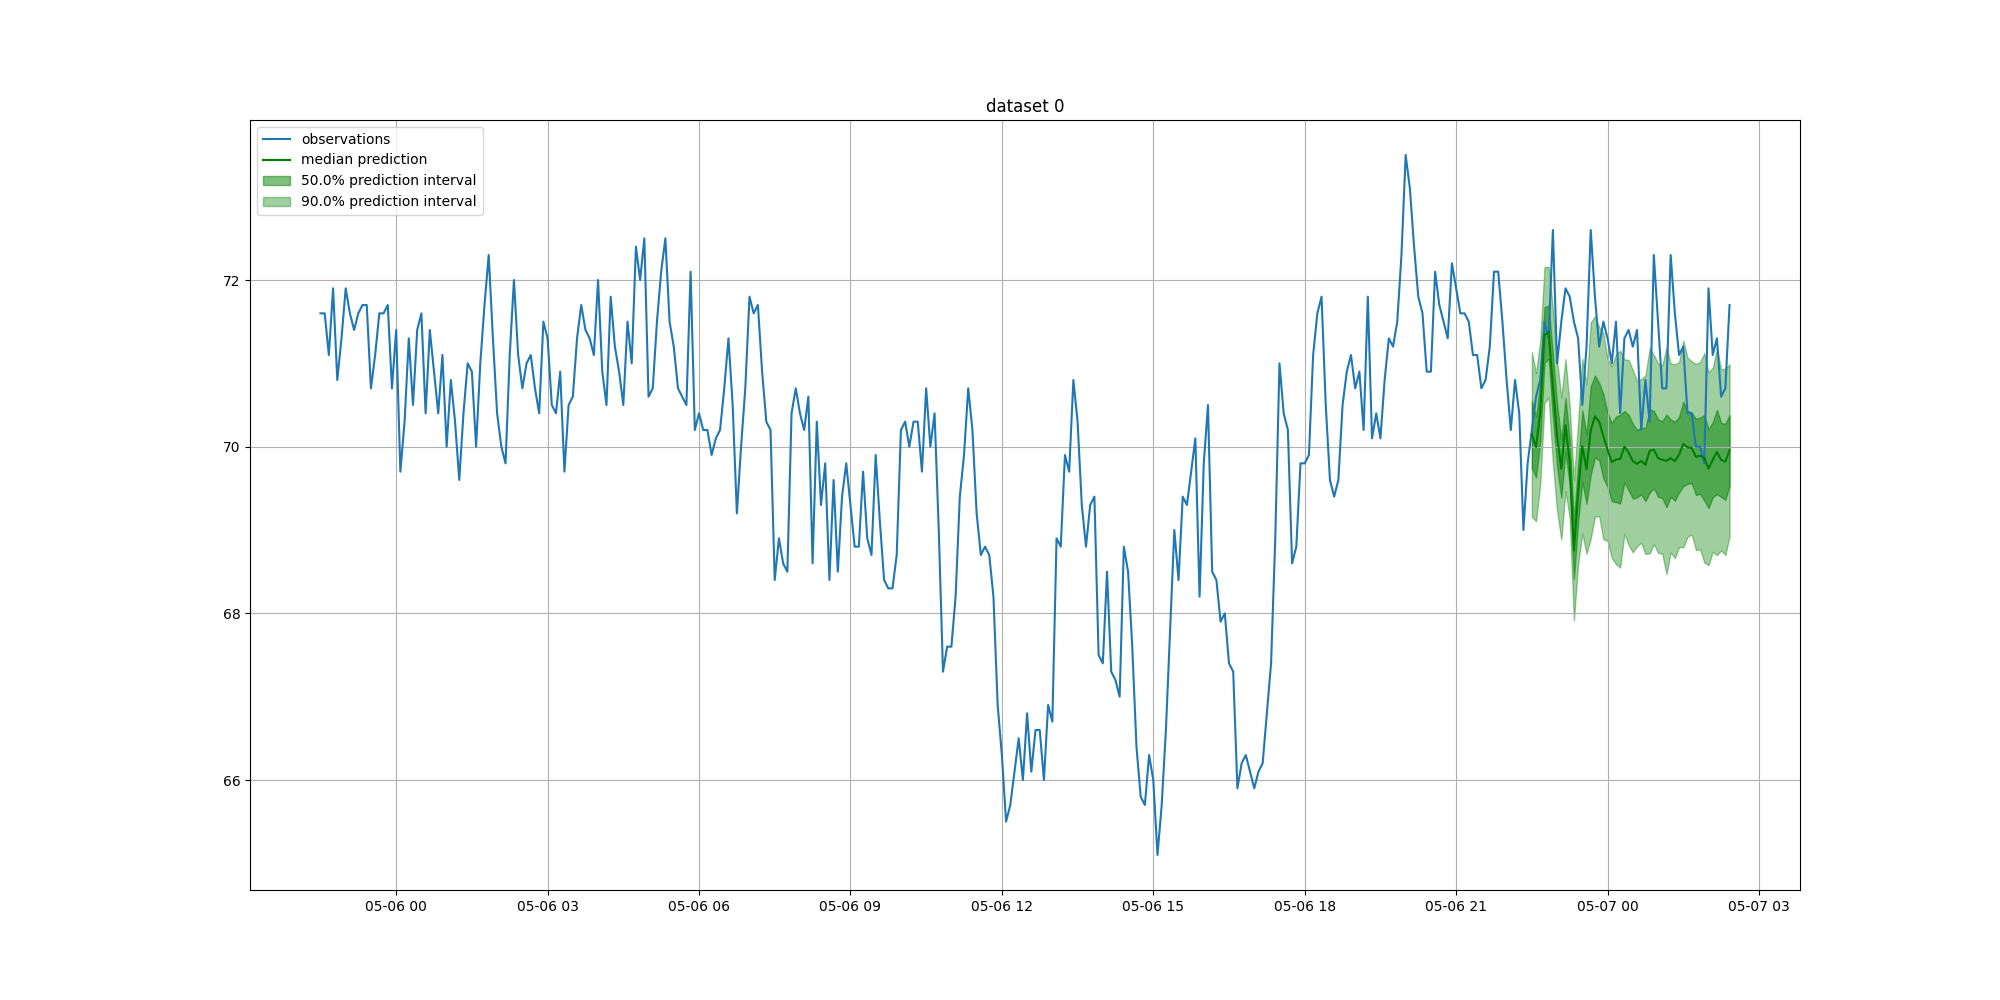 dataset 0
observations
median prediction
50.0% prediction interval
90.0% prediction interval
72
70
68
66
05-06 00
05-06 03
05-06 06
05-06 09
05-06 12
05-06 15
05-06 18
05-06 21
05-07 00
05-07 03